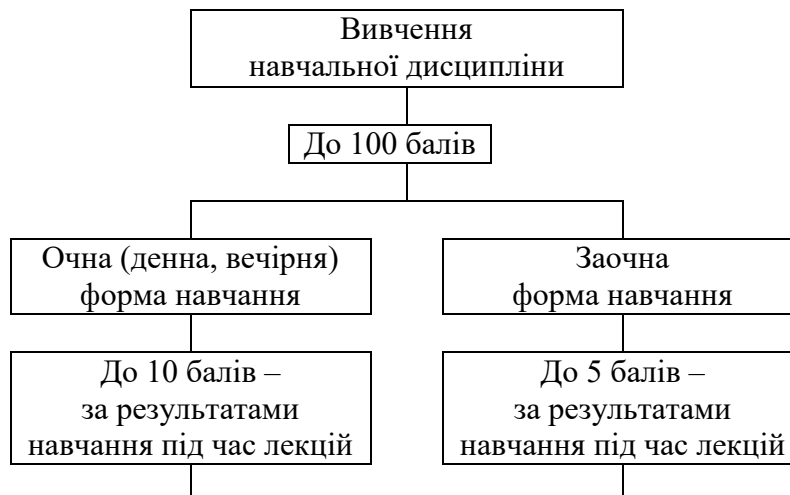 Вивчення
навчальної дисципліни
До 100 балів
Очна (денна, вечірня)
форма навчання
Заочна
форма навчання
До 10 балів –
за результатами
навчання під час лекцій
До 5 балів –
за результатами
навчання під час лекцій